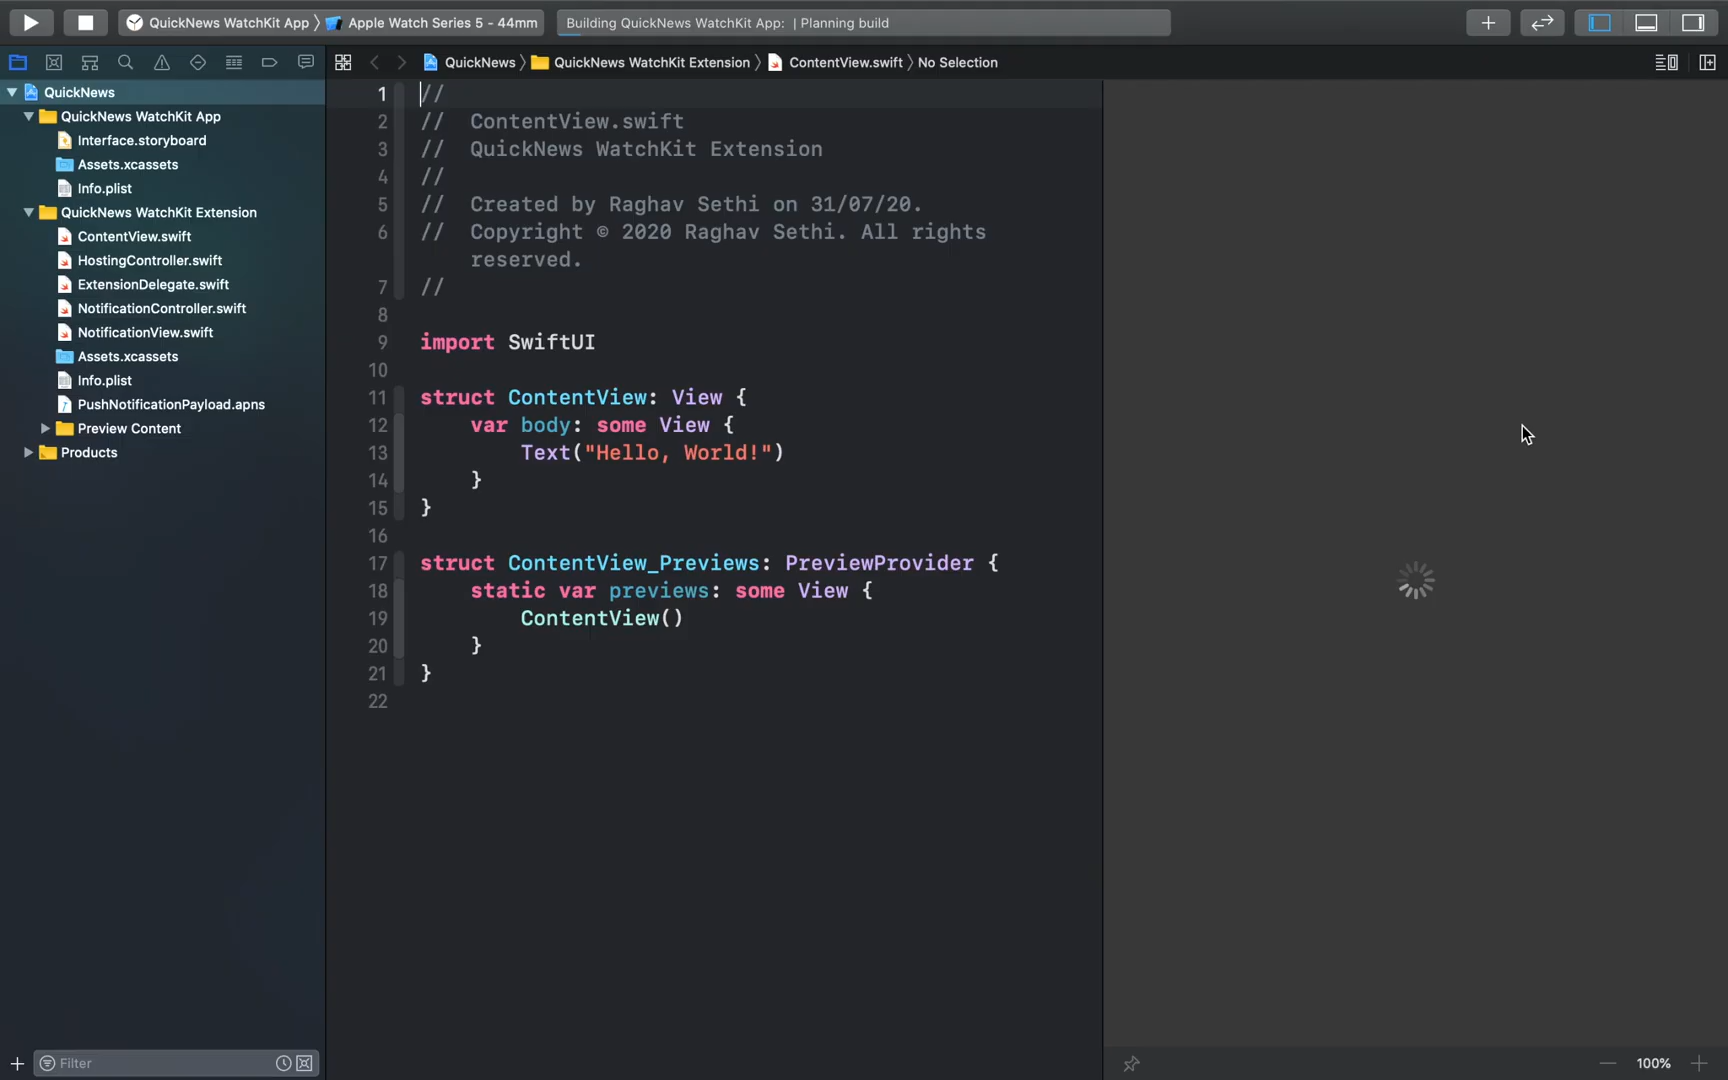 QuickNews WatchKit App 〉 Apple Watch Series 5 - 44mm
Building QuickNews WatchKit App: | Planning build
QuickNews 〉 QuickNews WatchKit Extension 〉 ContentView.swift 〉 No Selection
QuickNews
QuickNews WatchKit App
Interface.storyboard
Assets.xcassets
Info.plist
QuickNews WatchKit Extension
ContentView.swift
HostingController.swift
ExtensionDelegate.swift
NotificationController.swift
NotificationView.swift
Assets.xcassets
Info.plist
PushNotificationPayload.apns
Preview Content
Products
Filter
1 //
2 //  ContentView.swift
3 //  QuickNews WatchKit Extension
4 //
5 //  Created by Raghav Sethi on 31/07/20.
6 //  Copyright © 2020 Raghav Sethi. All rights
reserved.
7 //
8
9 import SwiftUI
10
11 struct ContentView: View {
12     var body: some View {
13         Text("Hello, World!")
14     }
15 }
16
17 struct ContentView_Previews: PreviewProvider {
18     static var previews: some View {
19         ContentView()
20     }
21 }
22
100%